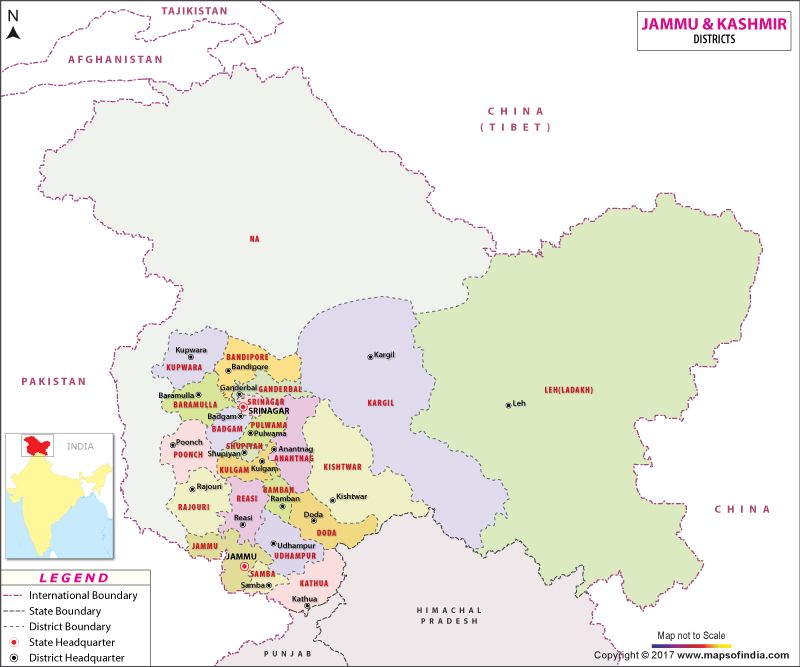 N
TAJIKISTAN
AFGHANISTAN
JAMMU & KASHMIR
DISTRICTS
CHINA
(TIBET)
NA
Kupwara
KUPWARA
BANDIPORE
Bandipore
Kargil
PAKISTAN
Ganderbal
GANDERBAL
Baramulla
BARAMULLA
SRINAGAR
SRINAGAR
LEH(LADAKH)
Leh
KARGIL
Badgam
BADGAM
PULWAMA
Pulwama
Poonch
POONCH
SHUPIYAN
Shupiyan
Anantnag
ANANTNAG
KULGAM
Kulgam
KISHTWAR
INDIA
Rajouri
RAJOURI
REASI
BAMBAN
Ramban
Kishtwar
Reasi
Doda
DODA
CHINA
JAMMU
JAMMU
Udhampur
UDHAMPUR
SAMBA
Samba
KATHUA
Kathua
HIMACHAL
PRADESH
PUNJAB
LEGEND
International Boundary
State Boundary
District Boundary
State Headquarter
District Headquarter
Map not to Scale
Copyright © 2017 www.mapsofindia.com